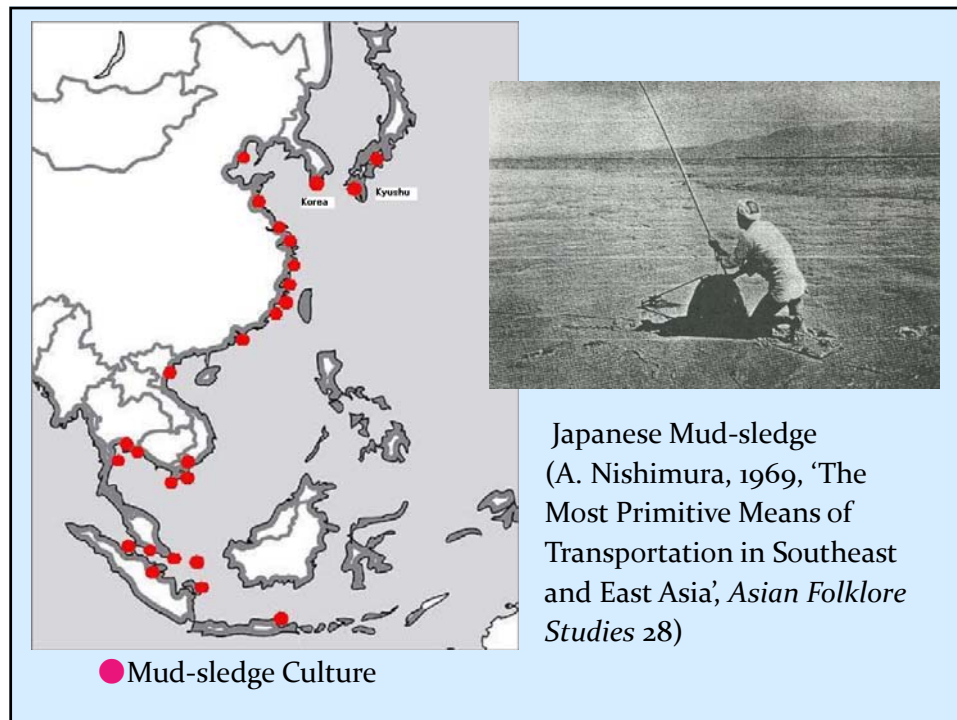 Korea
Kyushu
Japanese Mud-sledge
(A. Nishimura, 1969, ‘The
Most Primitive Means of
Transportation in Southeast
and East Asia’, Asian Folklore
Studies 28)
Mud-sledge Culture